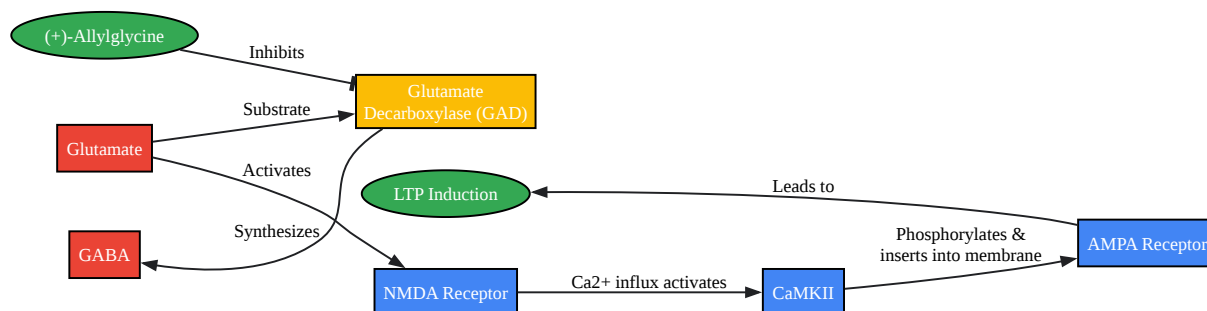 (+)-Allylglycine
Inhibits
Glutamate
Decarboxylase (GAD)
Substrate
Glutamate
Activates
LTP Induction
Leads to
Synthesizes
GABA
Phosphorylates &
inserts into membrane
AMPA Receptor
NMDA Receptor
Ca2+ influx activates
CaMKII